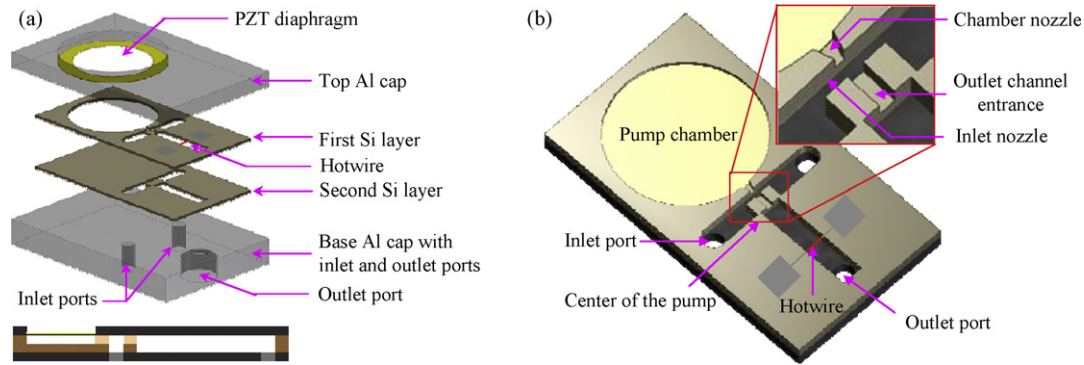 (a)
PZT diaphragm
Top Al cap
First Si layer
Hotwire
Second Si layer
Base Al cap with
inlet and outlet ports
Inlet ports
Outlet port
(b)
Chamber nozzle
Outlet channel
entrance
Inlet nozzle
Pump chamber
Inlet port
Center of the pump
Hotwire
Outlet port